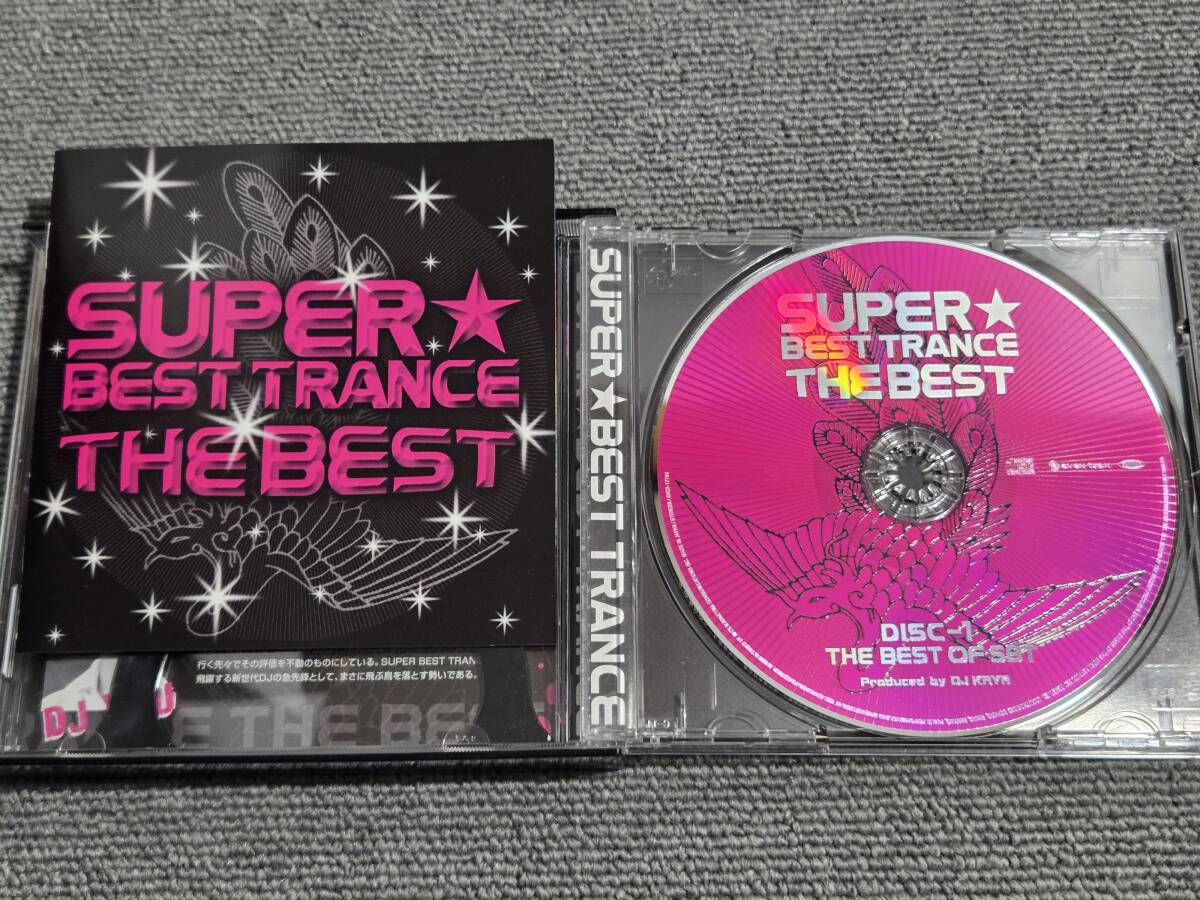 SUPER★
BEST TRANCE
THE BEST
行く先々でその評価を不動のものにしている。SUPER BEST TRAN
飛躍する新世代DJの急先鋒として、まさに飛ぶ鳥を落とす勢いである。
DJ
E THE BES
SUPER★BEST TRANCE
SUPER★
BEST TRANCE
THE BEST
avex trax
DISC-1
THE BEST OF SBT
Produced by DJ KAYA